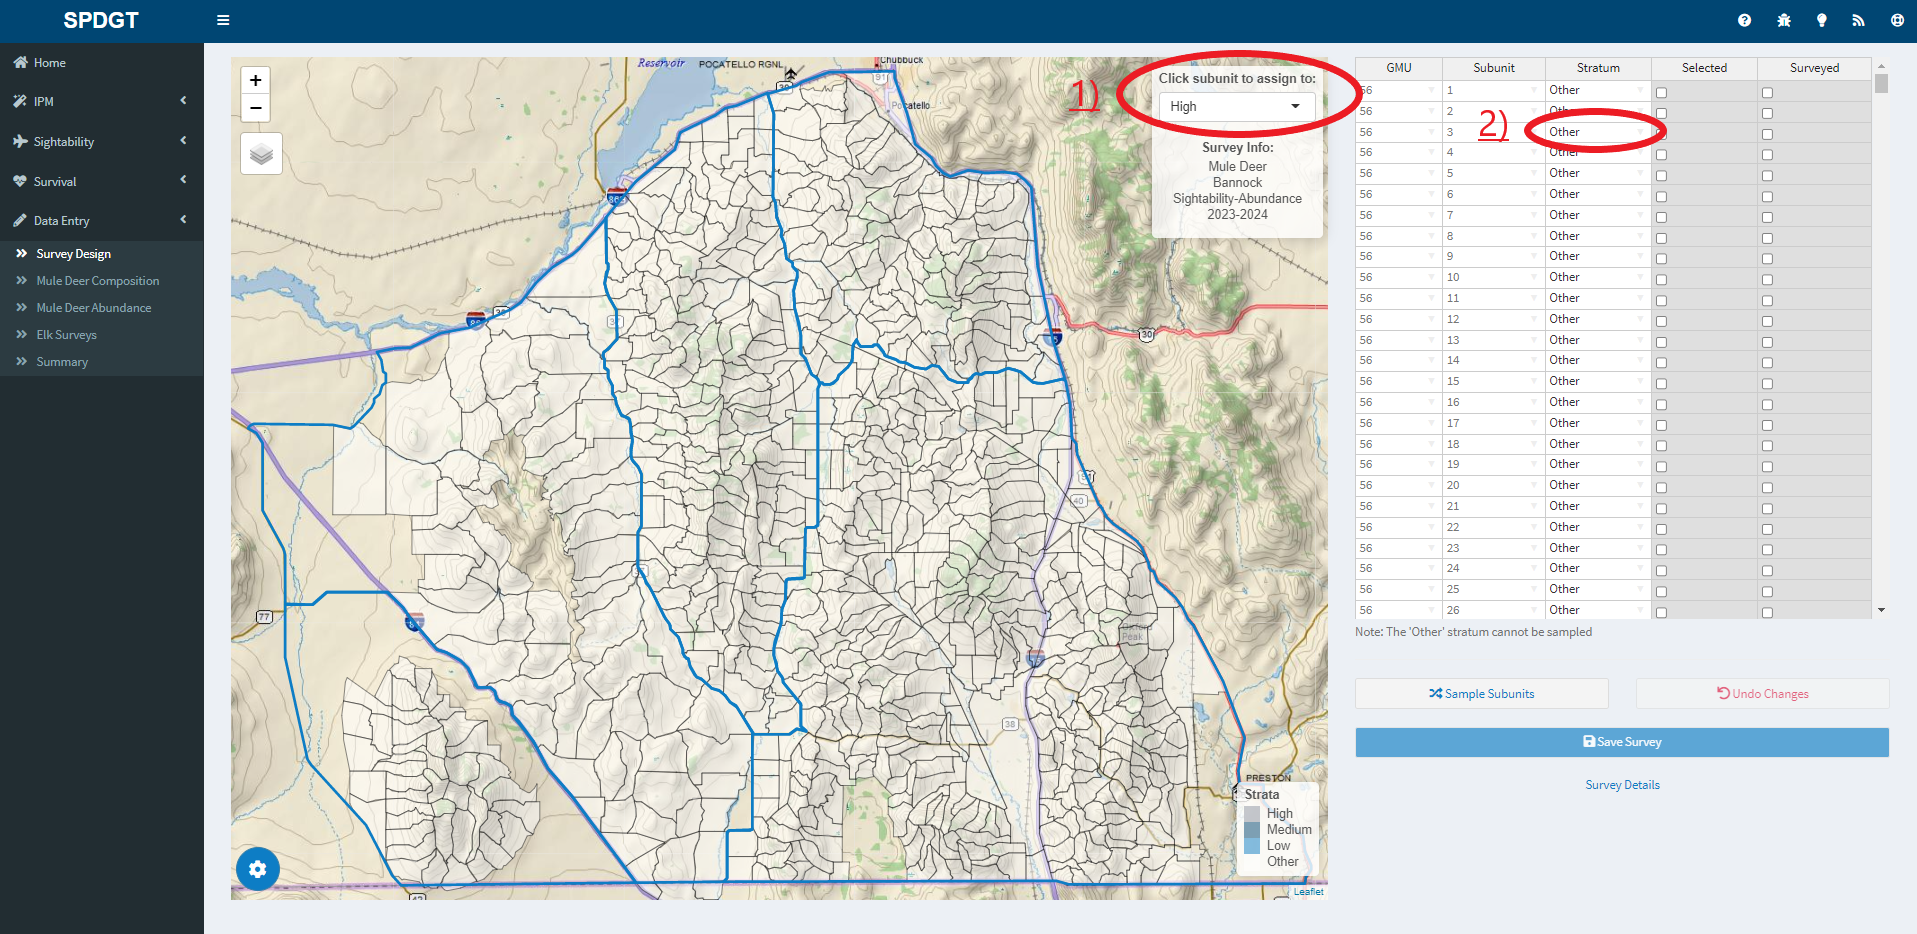 SPDGT
Home
IPM
Sightability
Survival
Data Entry
Survey Design
Mule Deer Composition
Mule Deer Abundance
Elk Surveys
Summary
+
−
Reservoir
POCATELLO RGNL
Chubbuck
91
Pocatello
30
77
40
38
PRESTON
1)
Click subunit to assign to:
High
Survey Info:
Mule Deer
Bannock
Sightability-Abundance
2023-2024
Strata
High
Medium
Low
Other
Leaflet
2)
GMU Subunit Stratum Selected Surveyed
56 1 Other
56 2 Other
56 3 Other
56 4 Other
56 5 Other
56 6 Other
56 7 Other
56 8 Other
56 9 Other
56 10 Other
56 11 Other
56 12 Other
56 13 Other
56 14 Other
56 15 Other
56 16 Other
56 17 Other
56 18 Other
56 19 Other
56 20 Other
56 21 Other
56 22 Other
56 23 Other
56 24 Other
56 25 Other
56 26 Other
Note: The 'Other' stratum cannot be sampled
Sample Subunits
Undo Changes
Save Survey
Survey Details